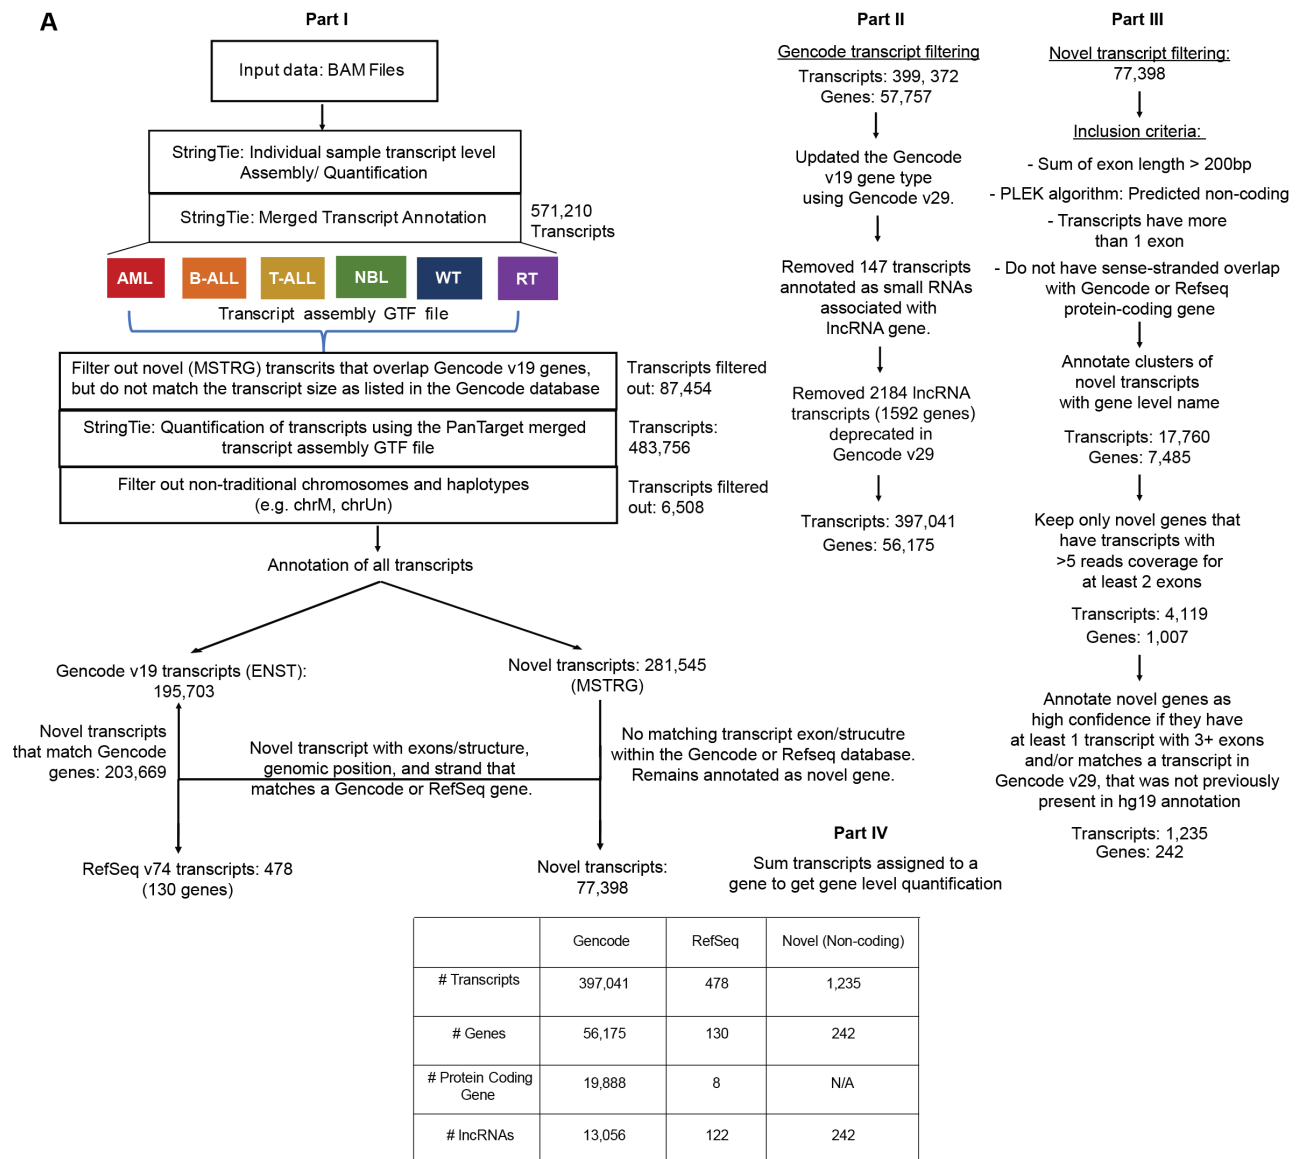 A
Part I
Input data: BAM Files
StringTie: Individual sample transcript level
Assembly/ Quantification
StringTie: Merged Transcript Annotation
571,210
Transcripts
AML
B-ALL
T-ALL
NBL
WT
RT
Transcript assembly GTF file
Filter out novel (MSTRG) transcrits that overlap Gencode v19 genes,
but do not match the transcript size as listed in the Gencode database
Transcripts filtered
out: 87,454
StringTie: Quantification of transcripts using the PanTarget merged
transcript assembly GTF file
Transcripts:
483,756
Filter out non-traditional chromosomes and haplotypes
(e.g. chrM, chrUn)
Transcripts filtered
out: 6,508
Annotation of all transcripts
Gencode v19 transcripts (ENST):
195,703
Novel transcripts: 281,545
(MSTRG)
Novel transcripts
that match Gencode
genes: 203,669
Novel transcript with exons/structure,
genomic position, and strand that
matches a Gencode or RefSeq gene.
No matching transcript exon/strucutre
within the Gencode or Refseq database.
Remains annotated as novel gene.
RefSeq v74 transcripts: 478
(130 genes)
Novel transcripts:
77,398
Part II
Gencode transcript filtering
Transcripts: 399, 372
Genes: 57,757
Updated the Gencode
v19 gene type
using Gencode v29.
Removed 147 transcripts
annotated as small RNAs
associated with
lncRNA gene.
Removed 2184 lncRNA
transcripts (1592 genes)
deprecated in
Gencode v29
Transcripts: 397,041
Genes: 56,175
Part III
Novel transcript filtering:
77,398
Inclusion criteria:
- Sum of exon length > 200bp
- PLEK algorithm: Predicted non-coding
- Transcripts have more
than 1 exon
- Do not have sense-stranded overlap
with Gencode or Refseq
protein-coding gene
Annotate clusters of
novel transcripts
with gene level name
Transcripts: 17,760
Genes: 7,485
Keep only novel genes that
have transcripts with
>5 reads coverage for
at least 2 exons
Transcripts: 4,119
Genes: 1,007
Annotate novel genes as
high confidence if they have
at least 1 transcript with 3+ exons
and/or matches a transcript in
Gencode v29, that was not previously
present in hg19 annotation
Transcripts: 1,235
Genes: 242
Part IV
Sum transcripts assigned to a
gene to get gene level quantification
Gencode RefSeq Novel (Non-coding)
# Transcripts 397,041 478 1,235
# Genes 56,175 130 242
# Protein Coding
Gene 19,888 8 N/A
# lncRNAs 13,056 122 242